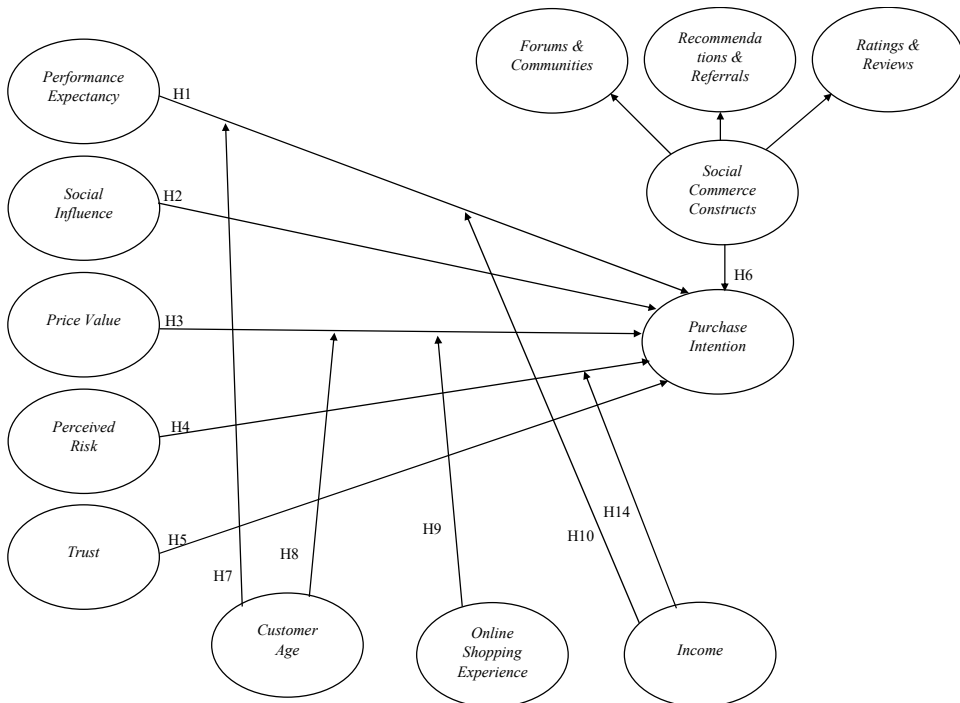 Forums &
Communities
Recommenda
tions &
Referrals
Ratings &
Reviews
Performance
Expectancy
H1
Social
Influence
H2
Social
Commerce
Constructs
H6
Price Value
H3
Purchase
Intention
Perceived
Risk
H4
Trust
H5
H7
H8
H9
H10
H14
Customer
Age
Online
Shopping
Experience
Income